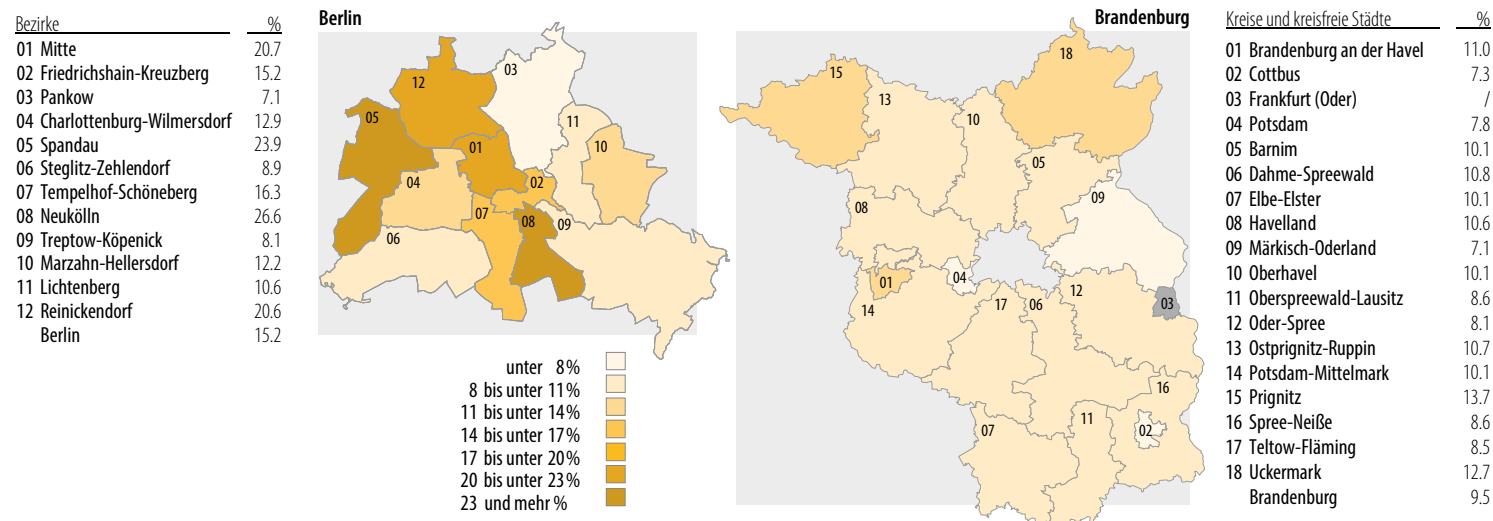 Bezirke %
01 Mitte 20.7
02 Friedrichshain-Kreuzberg 15.2
03 Pankow 7.1
04 Charlottenburg-Wilmersdorf 12.9
05 Spandau 23.9
06 Steglitz-Zehlendorf 8.9
07 Tempelhof-Schöneberg 16.3
08 Neukölln 26.6
09 Treptow-Köpenick 8.1
10 Marzahn-Hellersdorf 12.2
11 Lichtenberg 10.6
12 Reinickendorf 20.6
Berlin 15.2
Berlin
03
12
05
11
01
10
04
02
07
08
09
06
unter 8%
8 bis unter 11%
11 bis unter 14%
14 bis unter 17%
17 bis unter 20%
20 bis unter 23%
23 und mehr %
Brandenburg
18
15
13
10
05
09
08
04
01
14
17
06
12
03
16
07
11
02
Kreise und kreisfreie Städte %
01 Brandenburg an der Havel 11.0
02 Cottbus 7.3
03 Frankfurt (Oder) /
04 Potsdam 7.8
05 Barnim 10.1
06 Dahme-Spreewald 10.8
07 Elbe-Elster 10.1
08 Havelland 10.6
09 Märkisch-Oderland 7.1
10 Oberhavel 10.1
11 Oberspreewald-Lausitz 8.6
12 Oder-Spree 8.1
13 Ostprignitz-Ruppin 10.7
14 Potsdam-Mittelmark 10.1
15 Prignitz 13.7
16 Spree-Neiße 8.6
17 Teltow-Fläming 8.5
18 Uckermark 12.7
Brandenburg 9.5